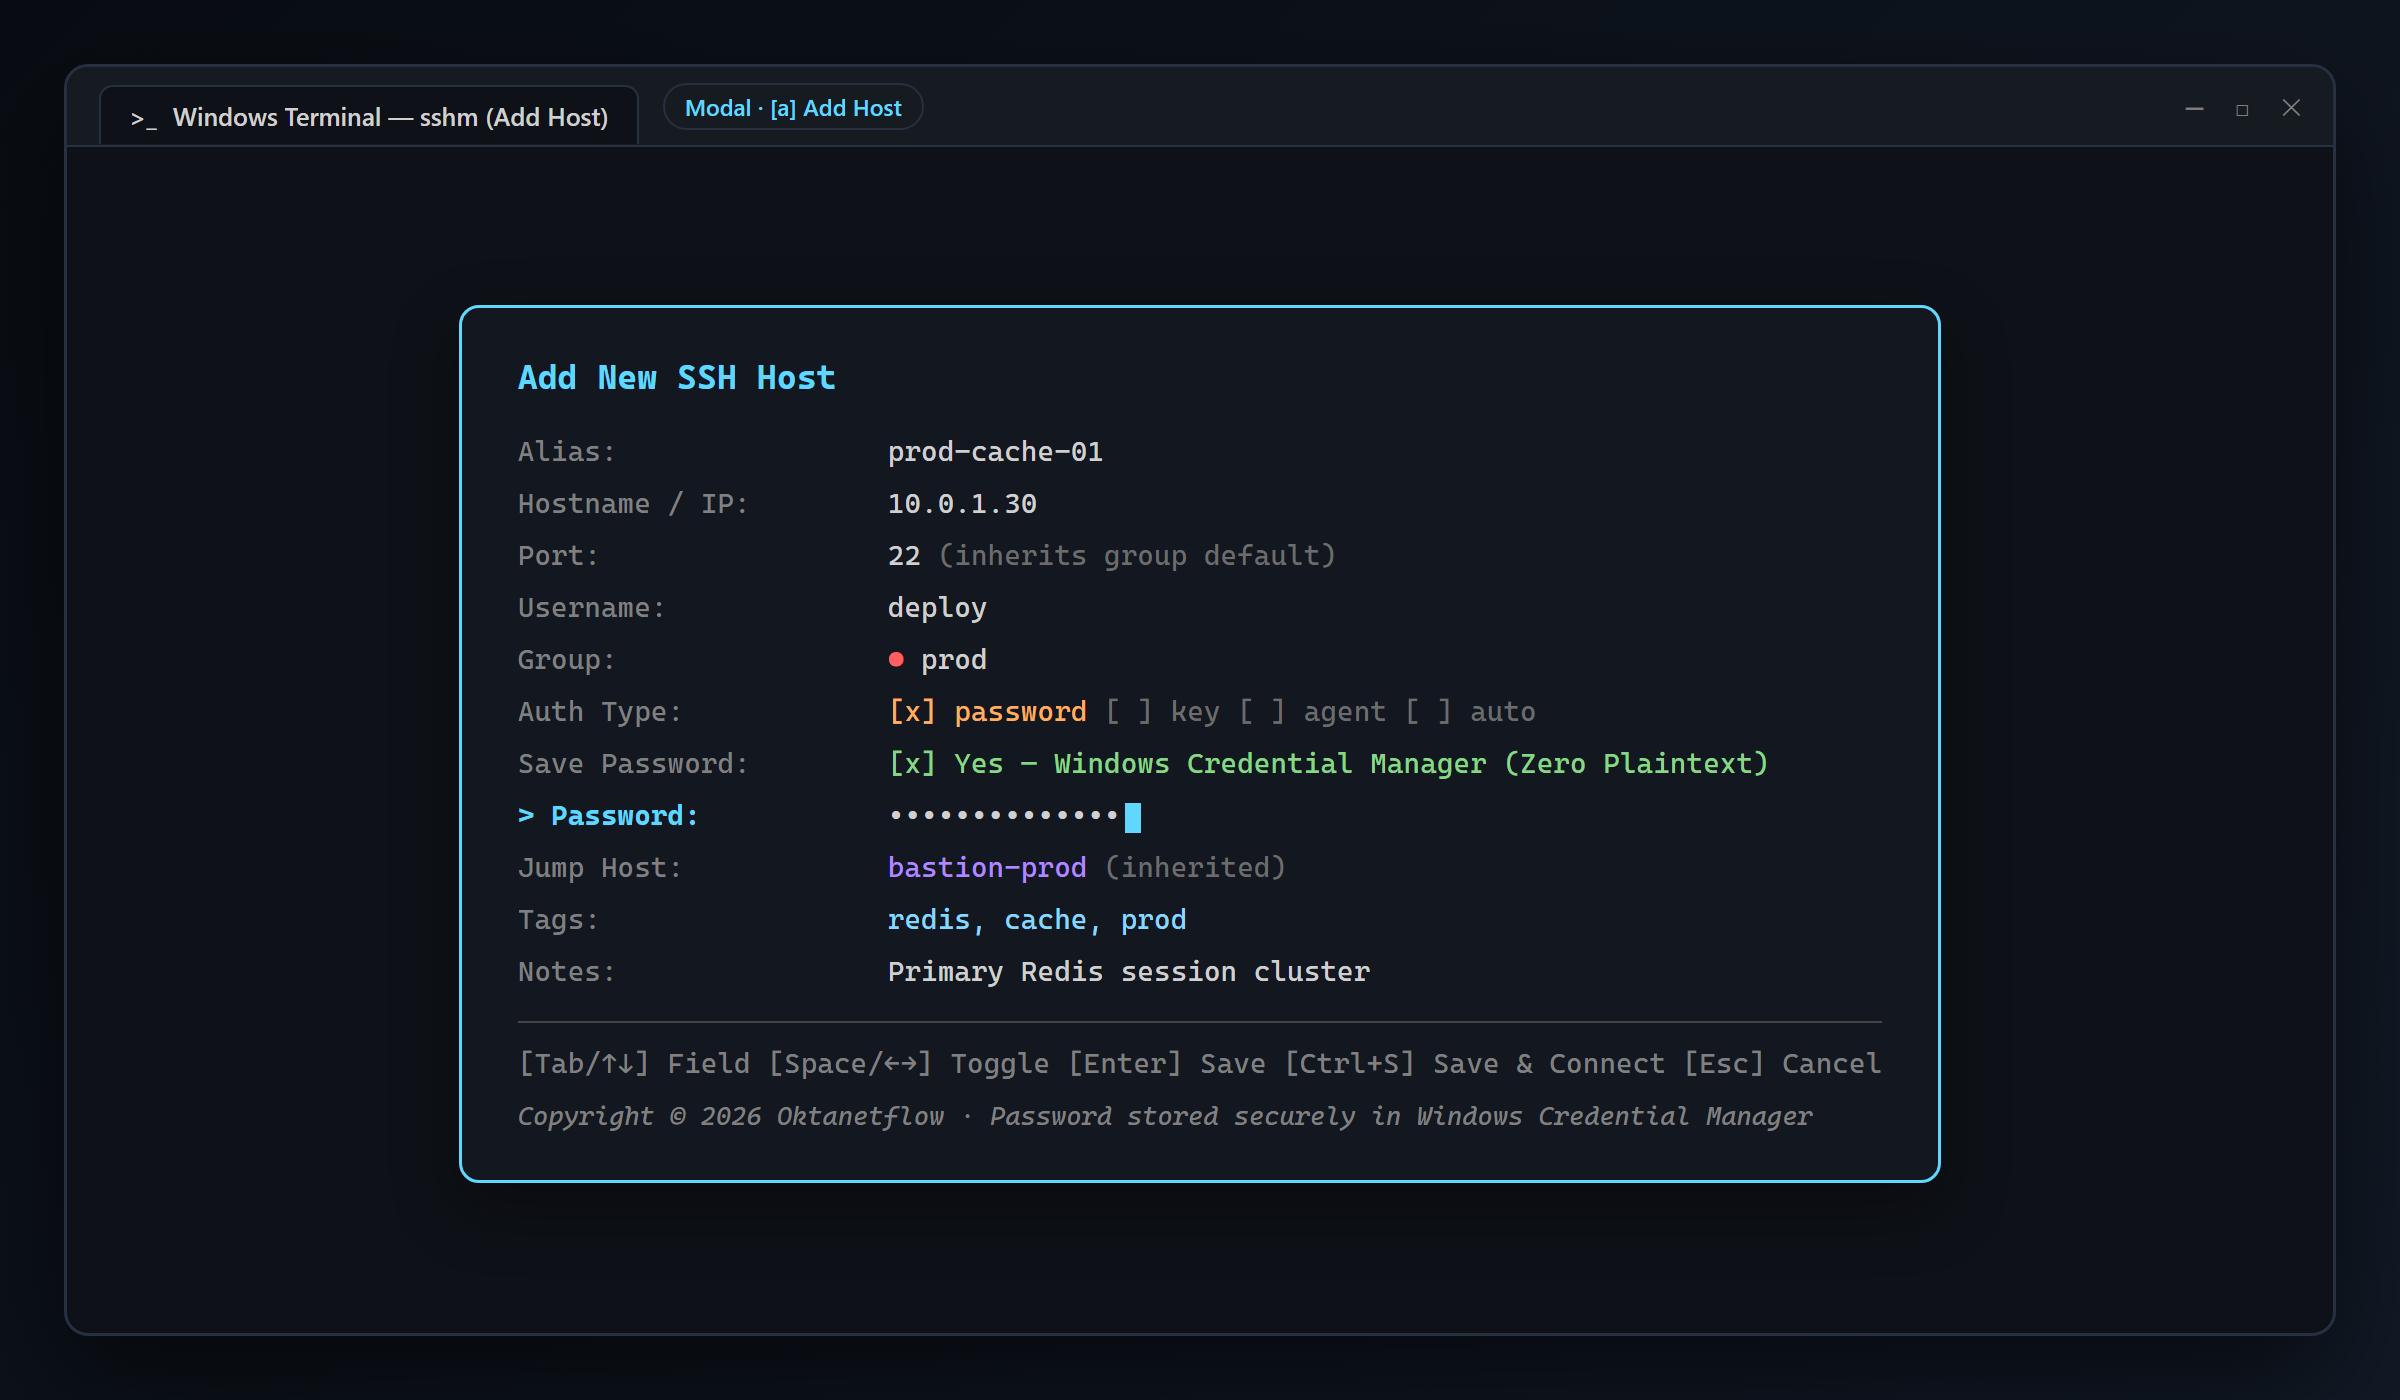 >_ Windows Terminal — sshm (Add Host)
Modal · [a] Add Host
Add New SSH Host
Alias: prod-cache-01
Hostname / IP: 10.0.1.30
Port: 22 (inherits group default)
Username: deploy
Group: ● prod
Auth Type: [x] password [ ] key [ ] agent [ ] auto
Save Password: [x] Yes – Windows Credential Manager (Zero Plaintext)
> Password: ••••••••••••••
Jump Host: bastion-prod (inherited)
Tags: redis, cache, prod
Notes: Primary Redis session cluster
[Tab/↑↓] Field [Space/←→] Toggle [Enter] Save [Ctrl+S] Save & Connect [Esc] Cancel
Copyright © 2026 Oktanetflow · Password stored securely in Windows Credential Manager